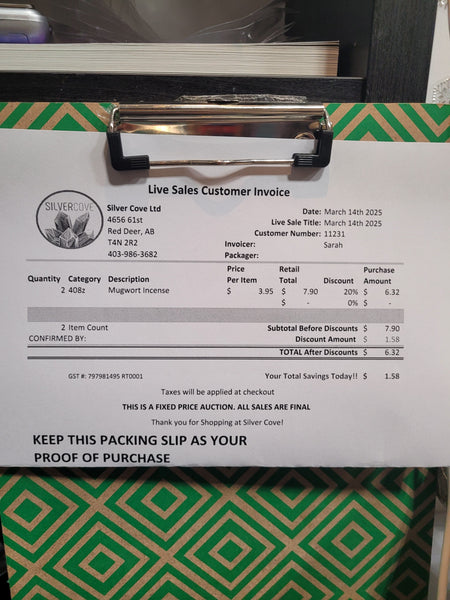 Live Sales Customer Invoice
SILVERCOVE
Silver Cove Ltd
4656 61st
Red Deer, AB
T4N 2R2
403-986-3682
Date: March 14th 2025
Live Sale Title: March 14th 2025
Customer Number: 11231
Invoicer: Sarah
Packager:
Quantity Category Description Price Per Item Retail Total Discount Purchase Amount
2 408z Mugwort Incense $ 3.95 $ 7.90 20% $ 6.32
$ - 0% $ -
2 Item Count Subtotal Before Discounts $ 7.90
CONFIRMED BY: Discount Amount $ 1.58
TOTAL After Discounts $ 6.32
GST #: 797981495 RT0001 Your Total Savings Today!! $ 1.58
Taxes will be applied at checkout
THIS IS A FIXED PRICE AUCTION. ALL SALES ARE FINAL
Thank you for Shopping at Silver Cove!
KEEP THIS PACKING SLIP AS YOUR
PROOF OF PURCHASE